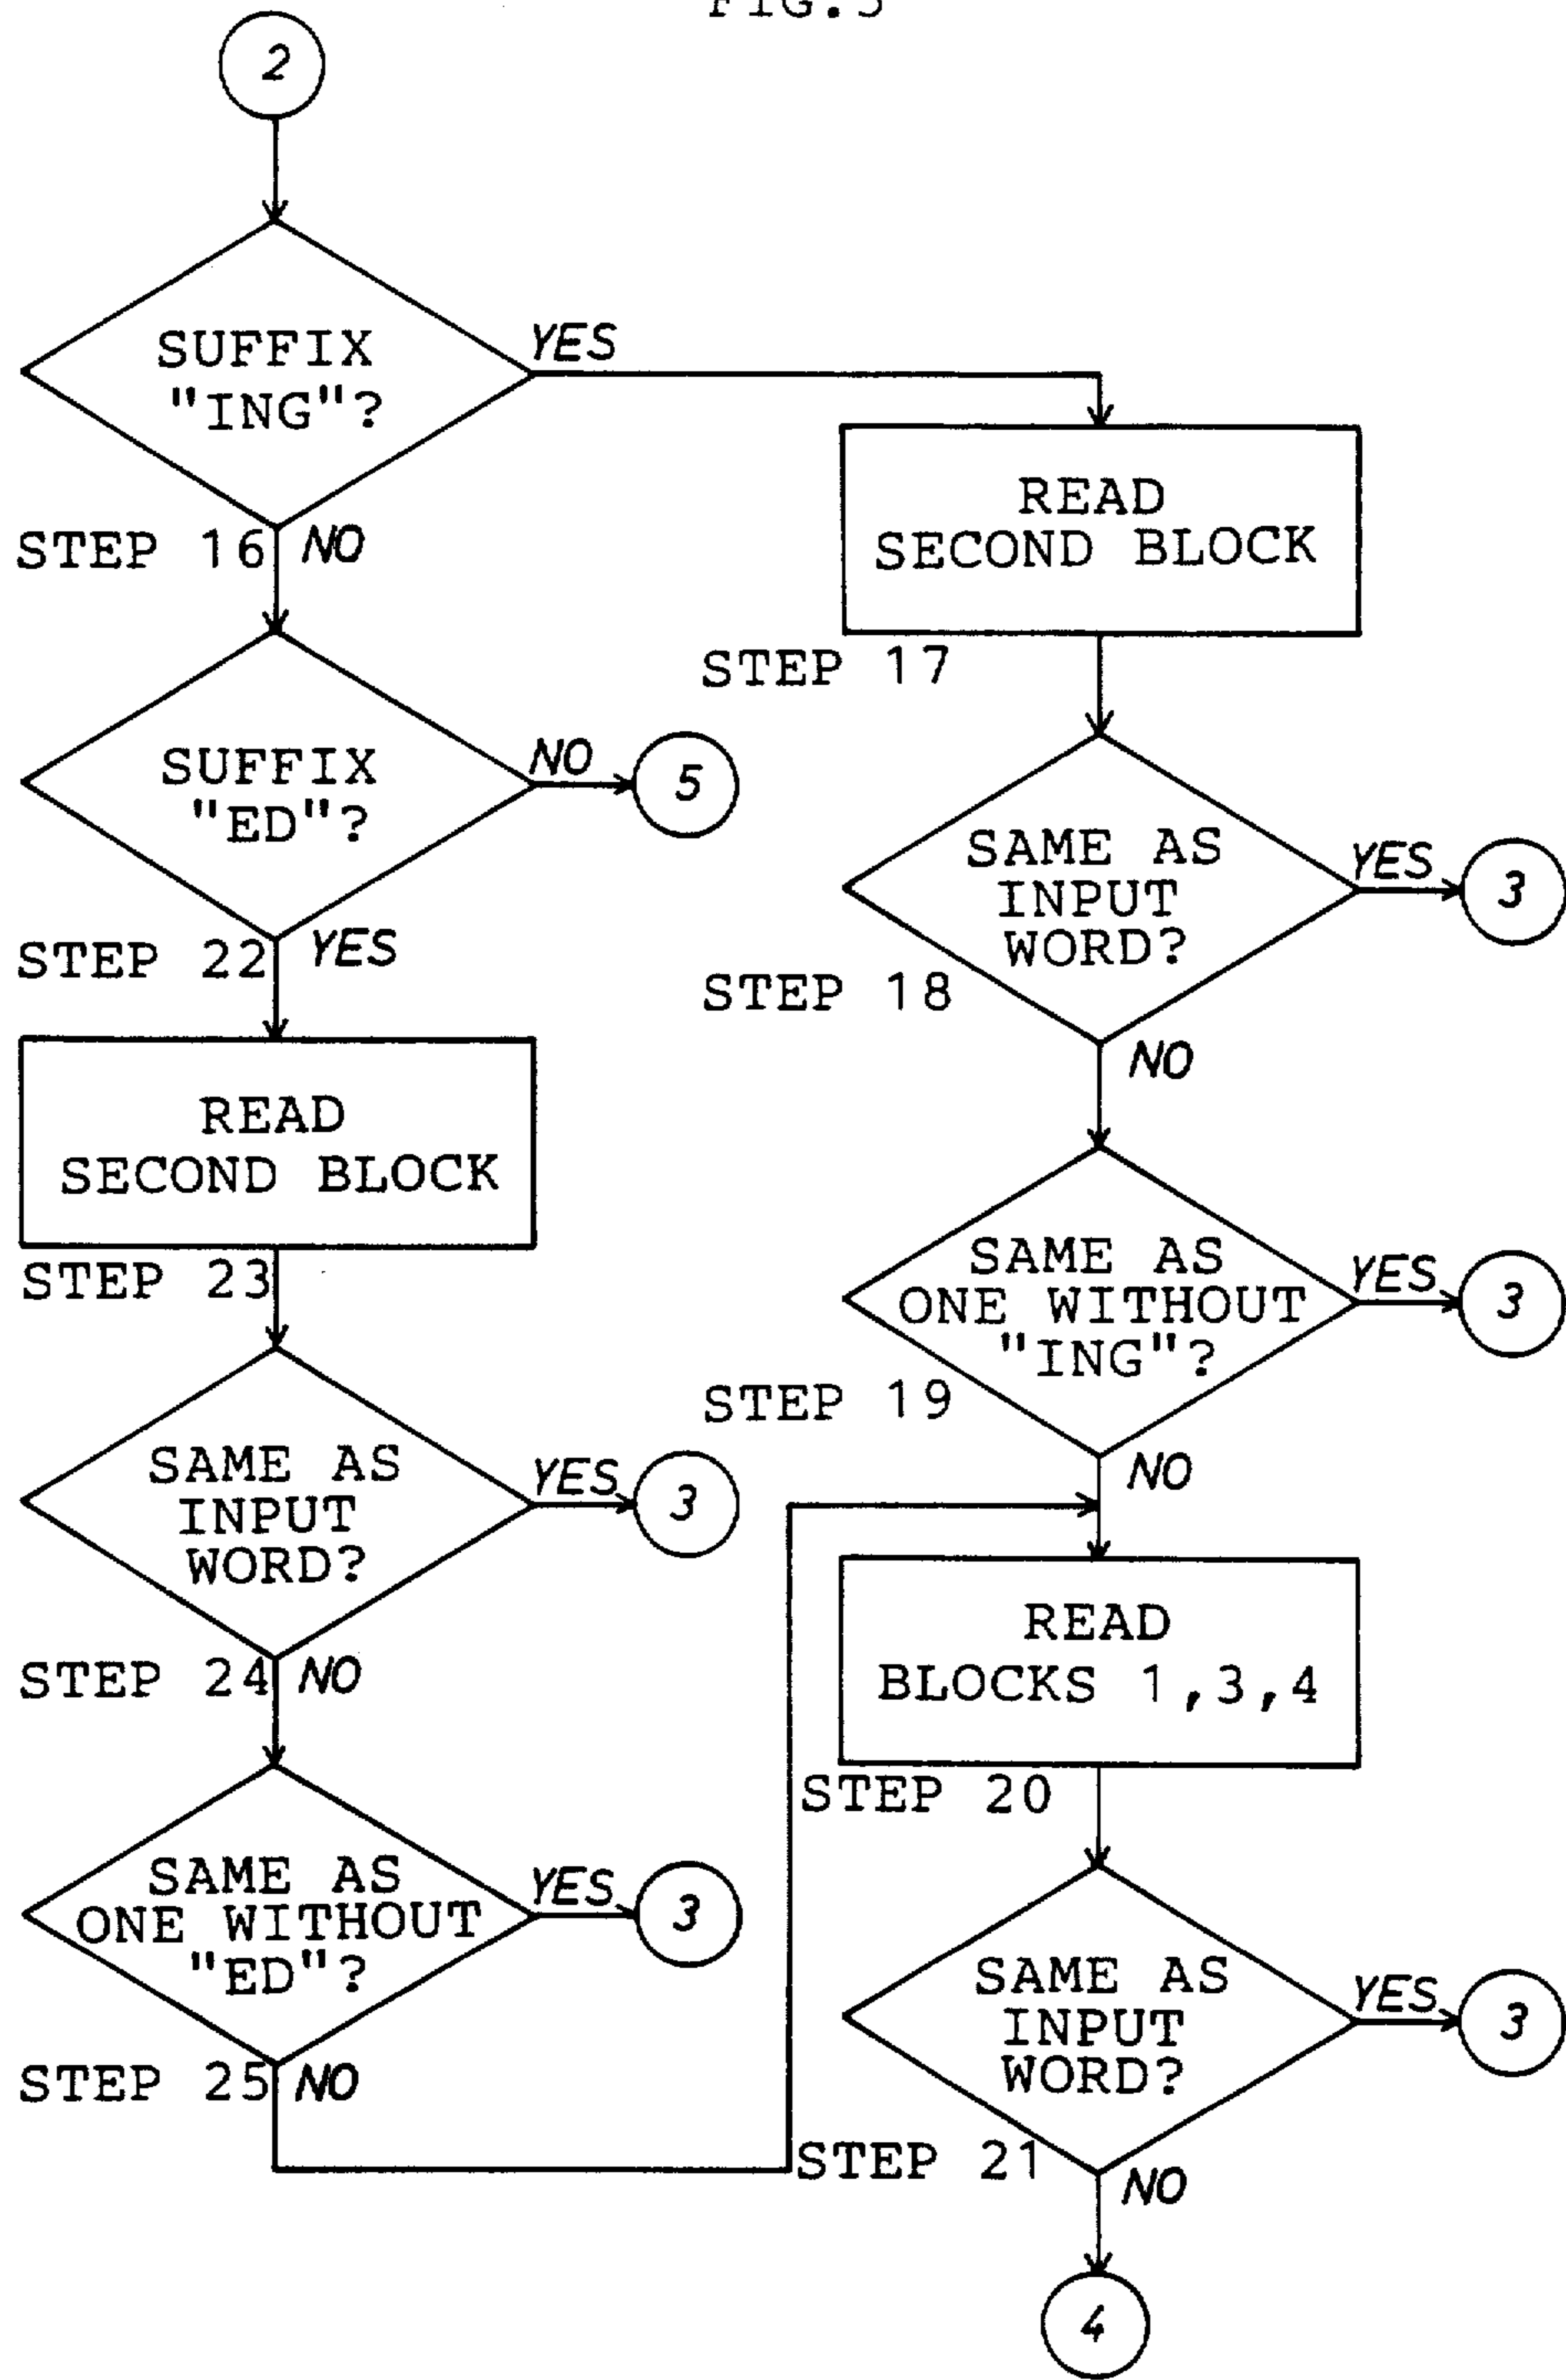 2
SUFFIX
"ING"?
YES
STEP 16
NO
SUFFIX
"ED"?
NO
5
STEP 22
YES
READ
SECOND BLOCK
STEP 23
SAME AS
INPUT
WORD?
YES
3
STEP 24
NO
SAME AS
ONE WITHOUT
"ED"?
YES
3
STEP 25
NO
READ
SECOND BLOCK
STEP 17
SAME AS
INPUT
WORD?
YES
3
STEP 18
NO
SAME AS
ONE WITHOUT
"ING"?
YES
3
STEP 19
NO
READ
BLOCKS 1,3,4
STEP 20
SAME AS
INPUT
WORD?
YES
3
STEP 21
NO
4